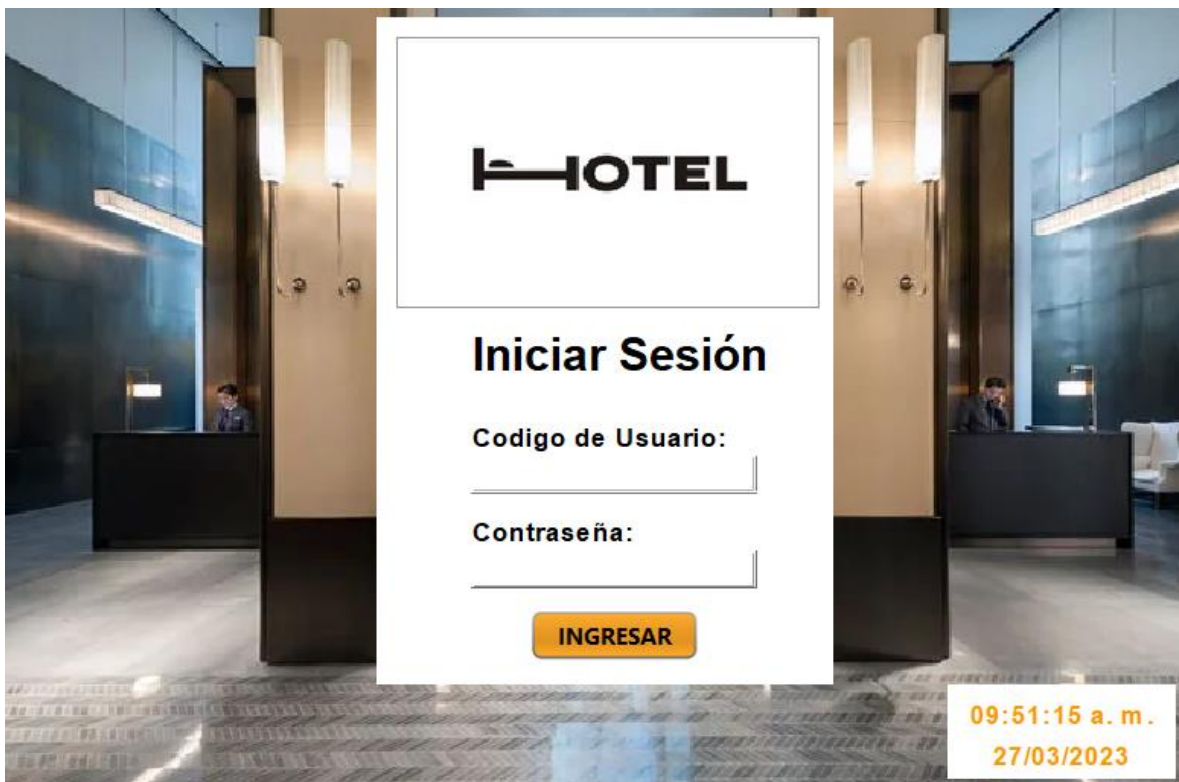 HOTEL
Iniciar Sesión
Codigo de Usuario:
Contraseña:
INGRESAR
09:51:15 a. m.
27/03/2023